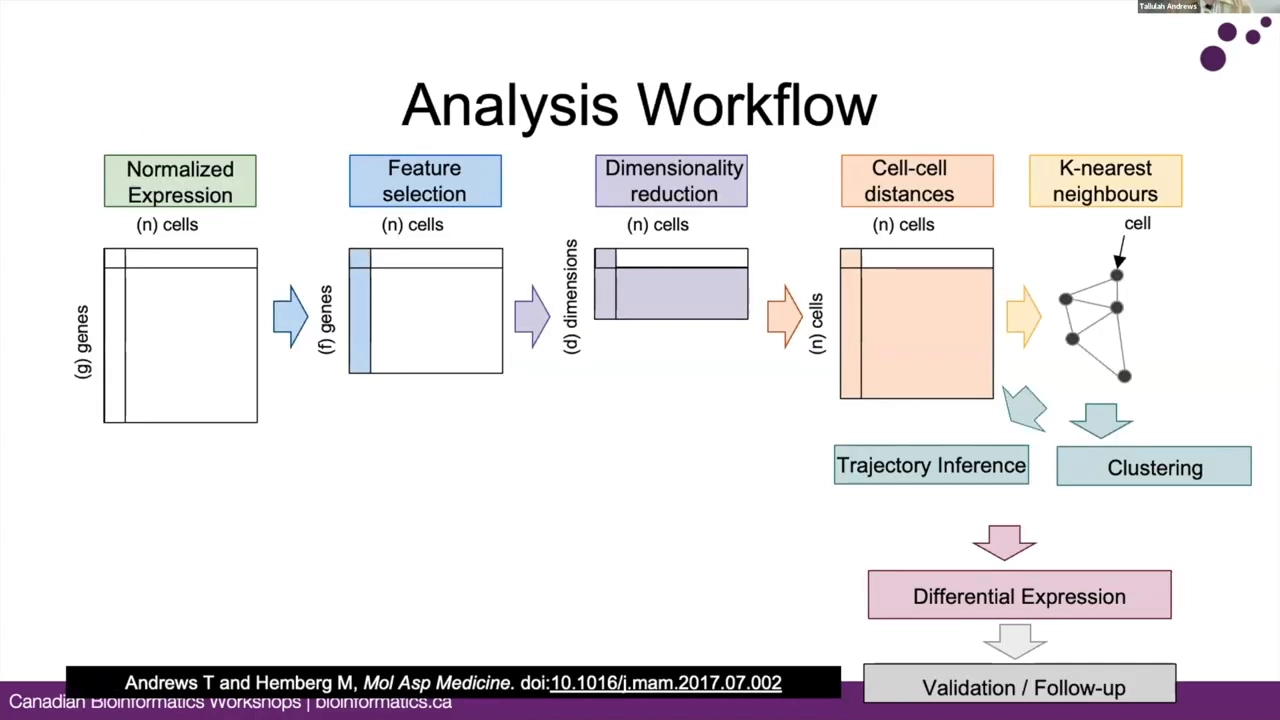 Tallulah Andrews
Analysis Workflow
Normalized
Expression
Feature
selection
Dimensionality
reduction
Cell-cell
distances
K-nearest
neighbours
(n) cells
(n) cells
(n) cells
(n) cells
cell
(g) genes
(f) genes
(d) dimensions
(n) cells
Trajectory Inference
Clustering
Differential Expression
Validation / Follow-up
Andrews T and Hemberg M, Mol Asp Medicine. doi:10.1016/j.mam.2017.07.002
Canadian Bioinformatics Workshops | bioinformatics.ca